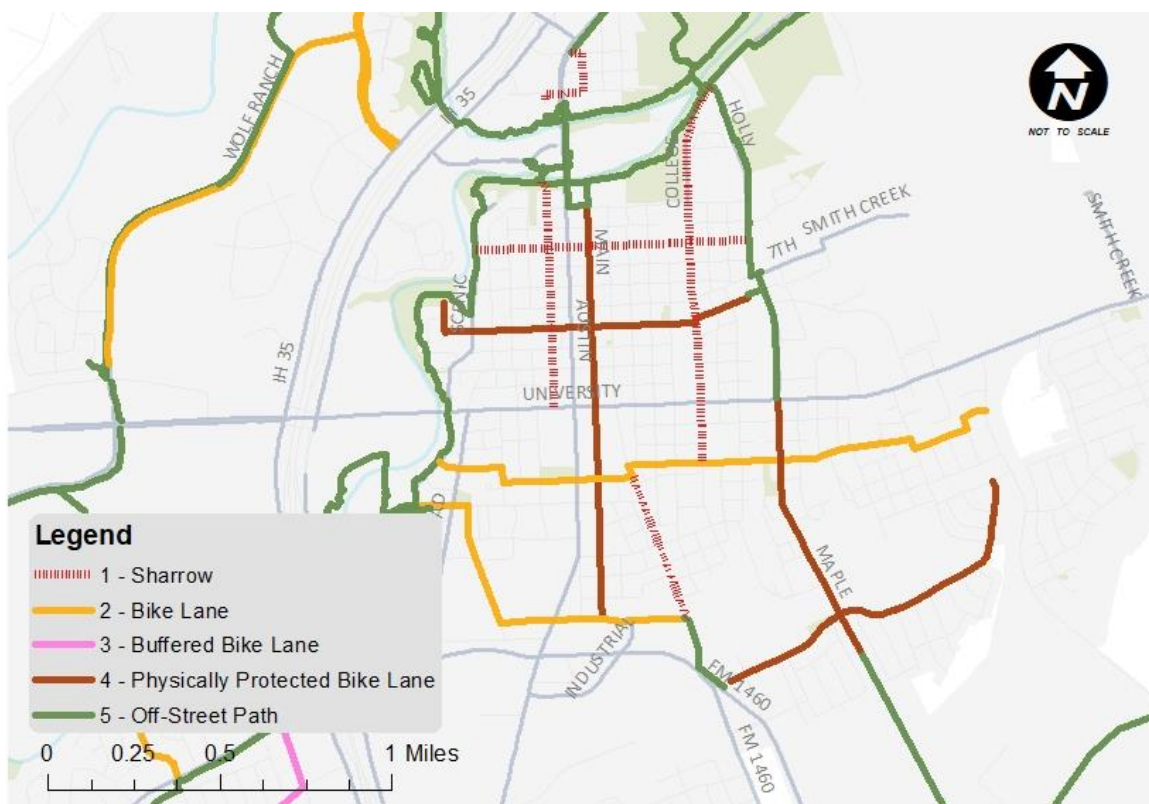 WOLF RANCH
IH 35
HOLLY
N
NOT TO SCALE
COLLEGE
7TH
SMITH CREEK
SMITH CREEK
MAIN
SCENIC
AUSTIN
IH 35
UNIVERSITY
MAPLE
INDUSTRIAL
FM 1460
FM 1460
Legend
1 - Sharrow
2 - Bike Lane
3 - Buffered Bike Lane
4 - Physically Protected Bike Lane
5 - Off-Street Path
0 0.25 0.5 1 Miles